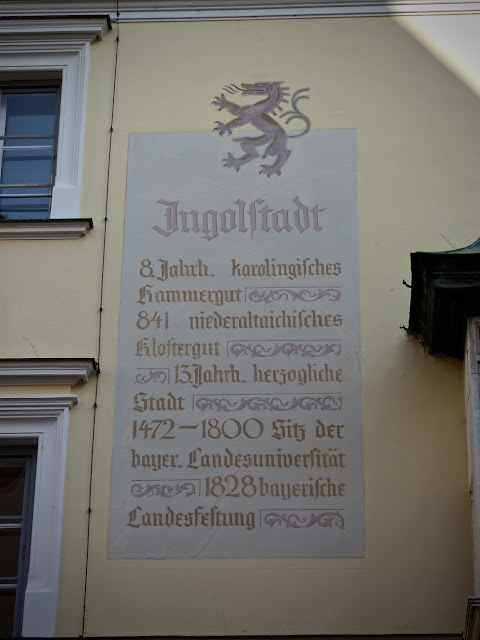 Ingolstadt
8. Jahrh. karolingisches
Kammergut
841 niederaltaichisches
Klostergut
13. Jahrh. herzogliche
Stadt
1472–1800 Sitz der
bayer. Landesuniversität
1828 bayerische
Landesfestung